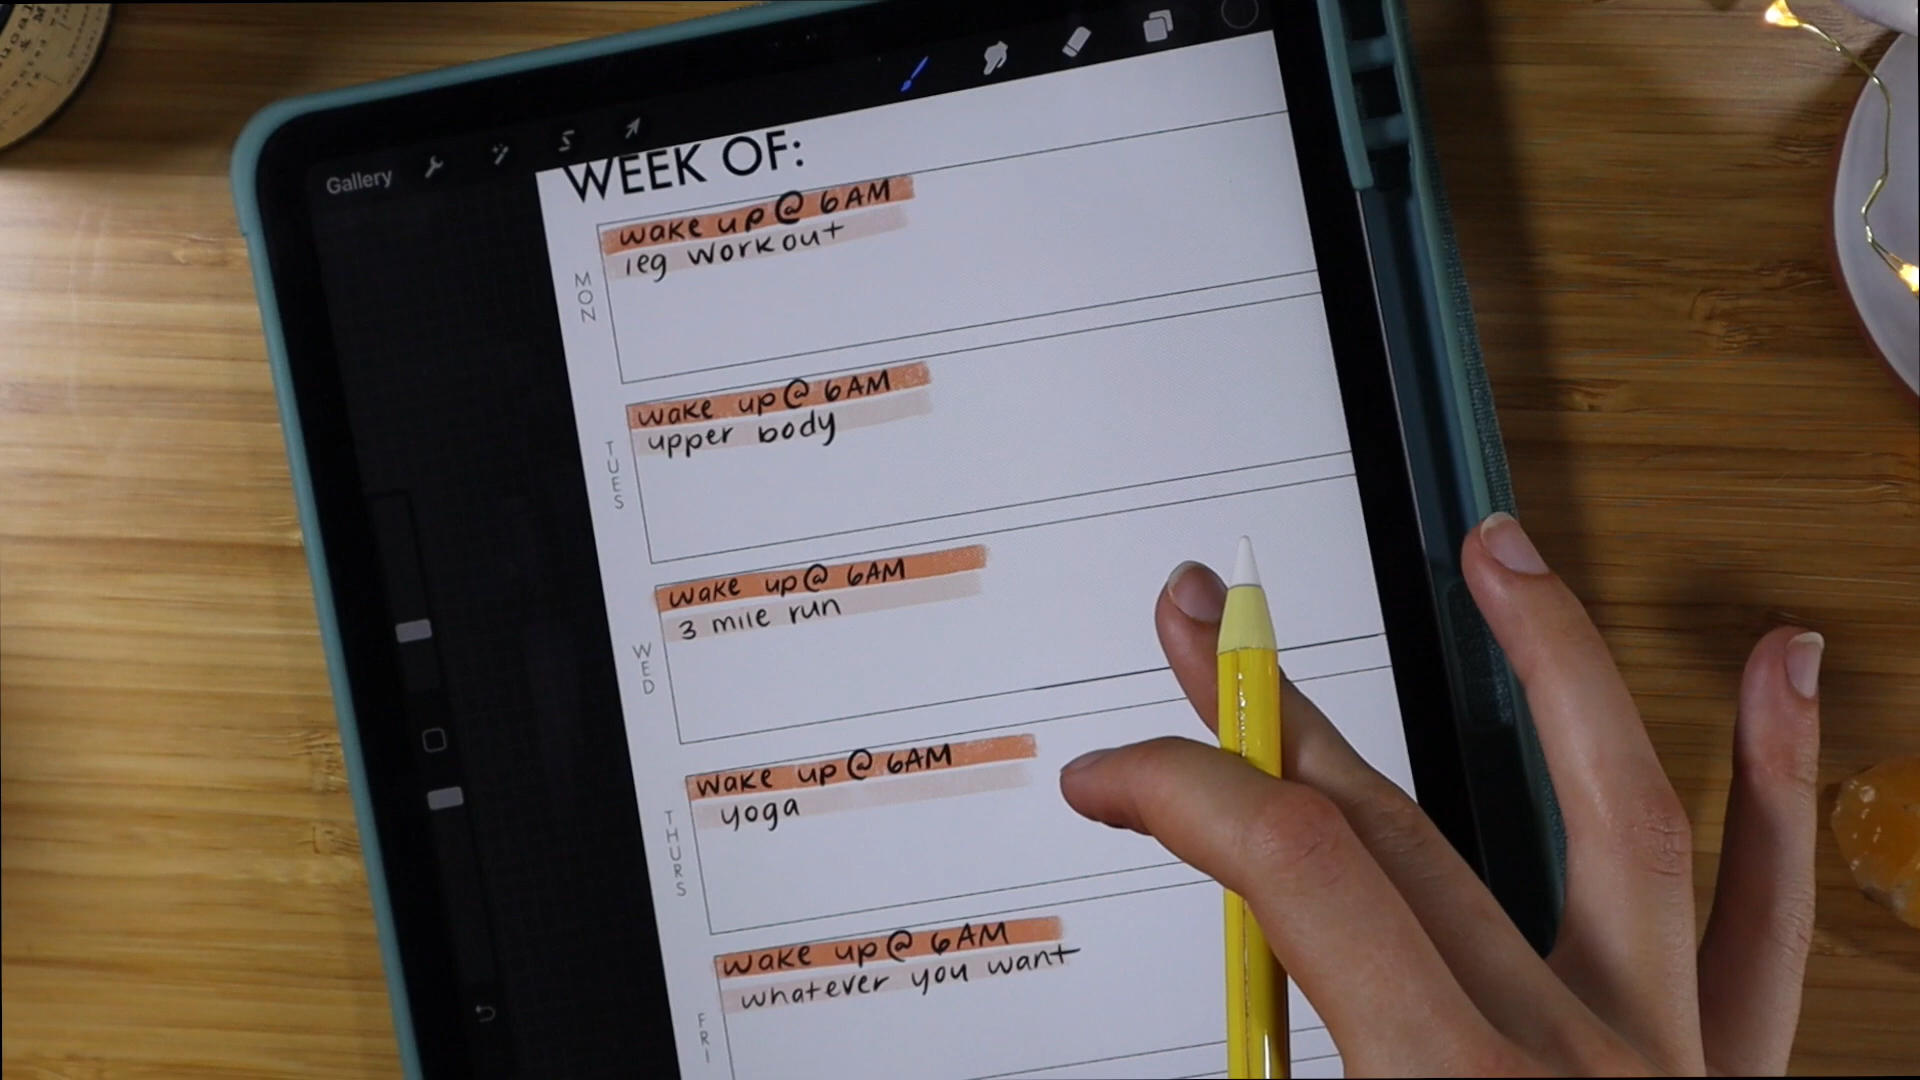 Gallery
WEEK OF:
MON
wake up @ 6AM
leg workout
TUES
wake up @ 6AM
upper body
WED
wake up @ 6AM
3 mile run
THURS
wake up @ 6AM
yoga
FRI
wake up @ 6AM
whatever you want